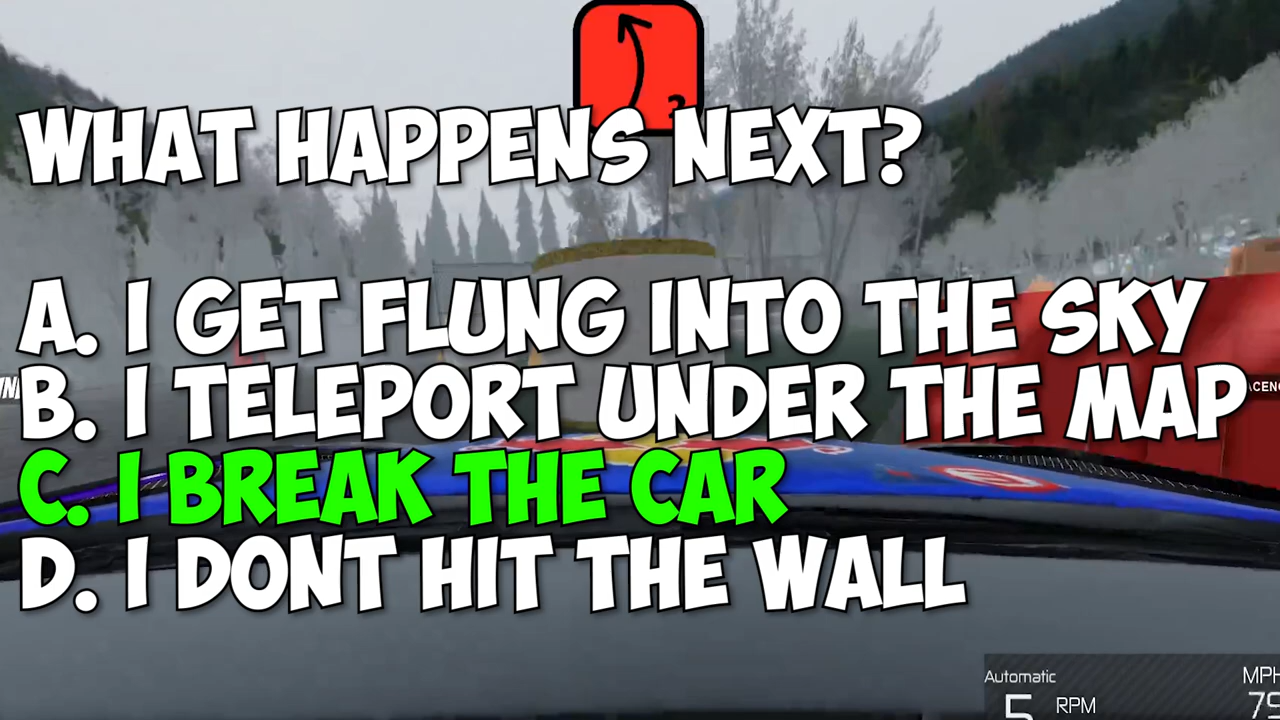 WHAT HAPPENS NEXT?
A. I GET FLUNG INTO THE SKY
B. I TELEPORT UNDER THE MAP
C. I BREAK THE CAR
D. I DONT HIT THE WALL
Automatic
MPH
5 RPM 79